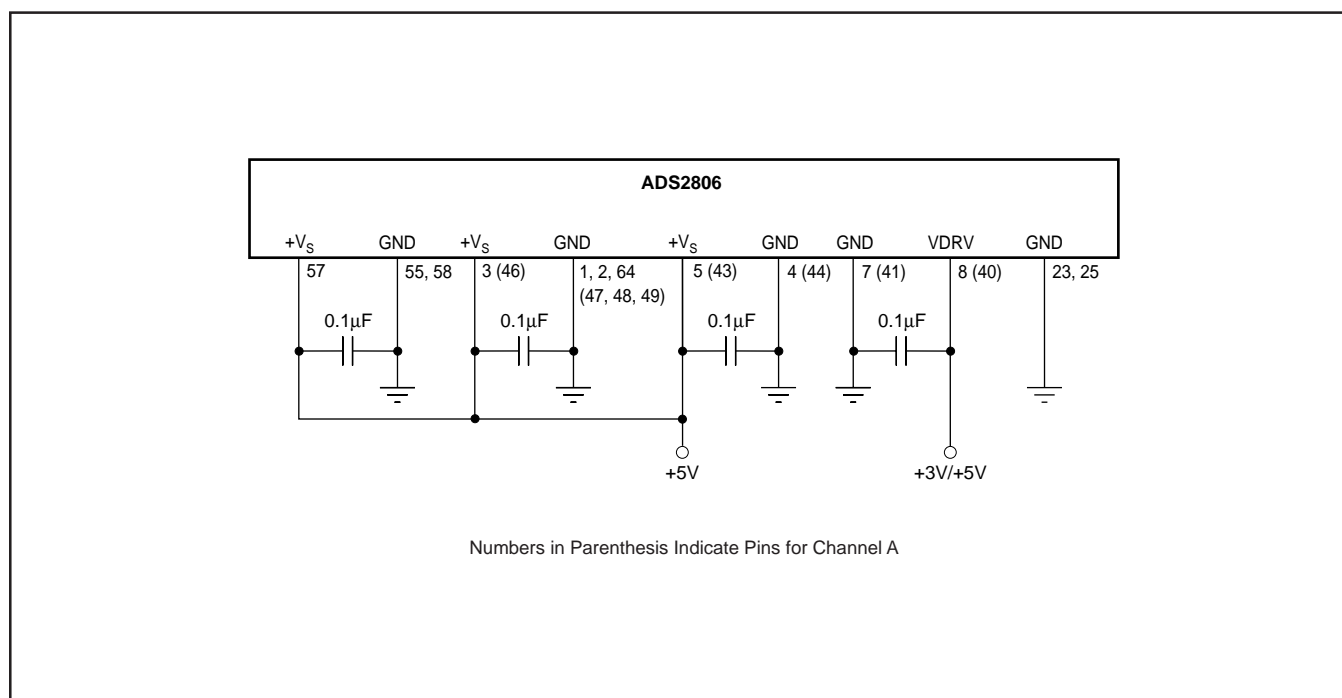 ADS2806
+VS GND +VS GND +VS GND GND VDRV GND
57 55, 58 3 (46) 1, 2, 64 5 (43) 4 (44) 7 (41) 8 (40) 23, 25
(47, 48, 49)
0.1µF 0.1µF 0.1µF 0.1µF
+5V +3V/+5V
Numbers in Parenthesis Indicate Pins for Channel A